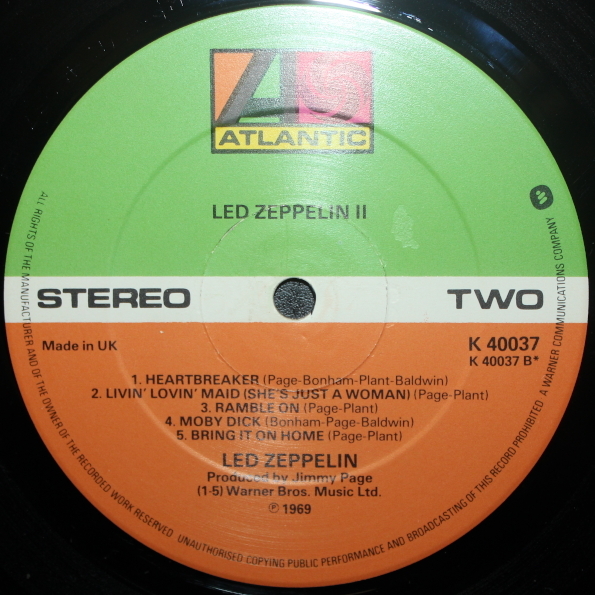 ATLANTIC
LED ZEPPELIN II
STEREO
TWO
Made in UK
K 40037
K 40037 B*
1. HEARTBREAKER (Page-Bonham-Plant-Baldwin)
2. LIVIN' LOVIN' MAID (SHE'S JUST A WOMAN) (Page-Plant)
3. RAMBLE ON (Page-Plant)
4. MOBY DICK (Bonham-Page-Baldwin)
5. BRING IT ON HOME (Page-Plant)
LED ZEPPELIN
Produced by Jimmy Page
(1-5) Warner Bros. Music Ltd.
℗ 1969
ALL RIGHTS OF THE MANUFACTURER AND OF THE OWNER OF THE RECORDED WORK RESERVED UNAUTHORISED COPYING PUBLIC PERFORMANCE AND BROADCASTING OF THIS RECORD PROHIBITED A WARNER COMMUNICATIONS COMPANY